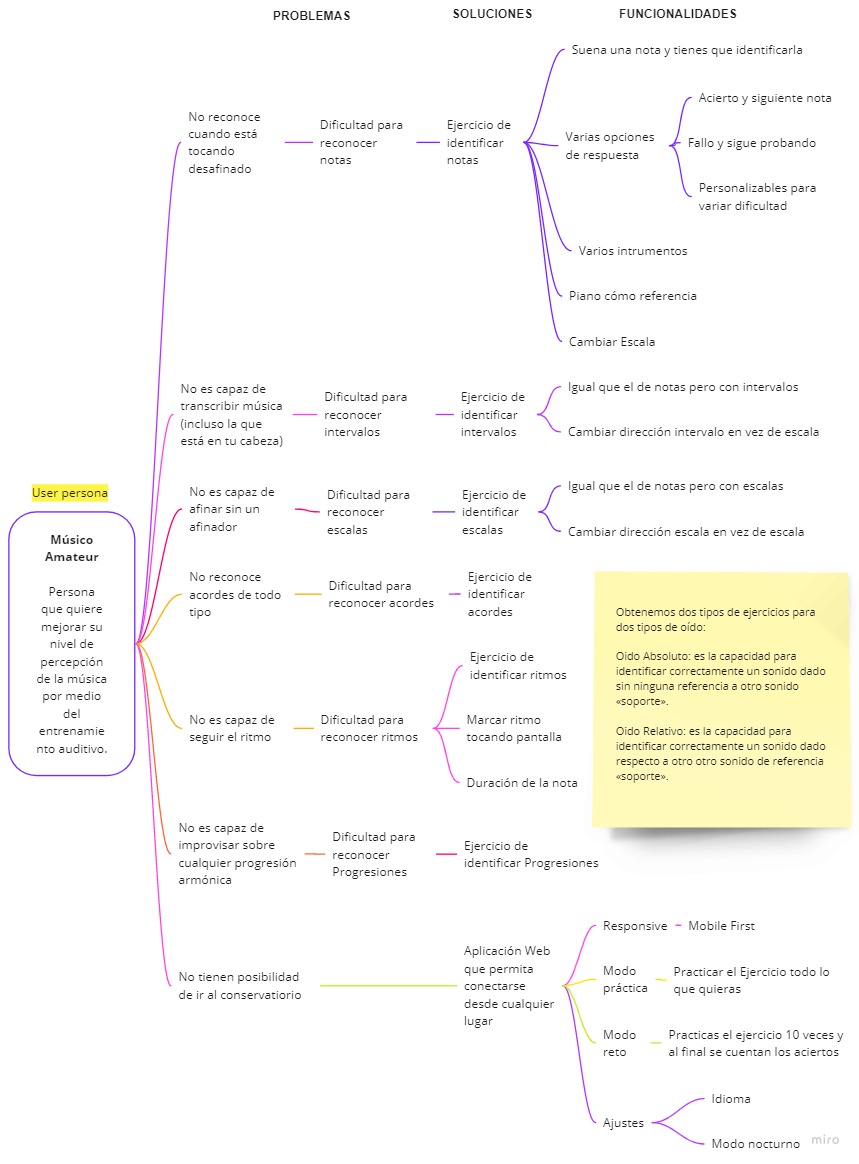 PROBLEMAS
SOLUCIONES
FUNCIONALIDADES
User persona
Músico
Amateur
Persona
que quiere
mejorar su
nivel de
percepción
de la música
por medio
del
entrenamie
nto auditivo.
No reconoce
cuando está
tocando
desafinado
Dificultad para
reconocer
notas
Ejercicio de
identificar
notas
Suena una nota y tienes que identificarla
Varias opciones
de respuesta
Acierto y siguiente nota
Fallo y sigue probando
Personalizables para
variar dificultad
Varios intrumentos
Piano cómo referencia
Cambiar Escala
No es capaz de
transcribir música
(incluso la que
está en tu cabeza)
Dificultad para
reconocer
intervalos
Ejercicio de
identificar
intervalos
Igual que el de notas pero con intervalos
Cambiar dirección intervalo en vez de escala
No es capaz de
afinar sin un
afinador
Dificultad para
reconocer
escalas
Ejercicio de
identificar
escalas
Igual que el de notas pero con escalas
Cambiar dirección escala en vez de escala
No reconoce
acordes de todo
tipo
Dificultad para
reconocer acordes
Ejercicio de
identificar
acordes
No es capaz de
seguir el ritmo
Dificultad para
reconocer ritmos
Ejercicio de
identificar ritmos
Marcar ritmo
tocando pantalla
Duración de la nota
Obtenemos dos tipos de ejercicios para
dos tipos de oído:
Oido Absoluto: es la capacidad para
identificar correctamente un sonido dado
sin ninguna referencia a otro sonido
«soporte».
Oido Relativo: es la capacidad para
identificar correctamente un sonido dado
respecto a otro otro sonido de referencia
«soporte».
No es capaz de
improvisar sobre
cualquier progresión
armónica
Dificultad para
reconocer
Progresiones
Ejercicio de
identificar Progresiones
No tienen posibilidad
de ir al conservatiorio
Aplicación Web
que permita
conectarse
desde cualquier
lugar
Responsive
Mobile First
Modo
práctica
Practicar el Ejercicio todo lo
que quieras
Modo
reto
Practicas el ejercicio 10 veces y
al final se cuentan los aciertos
Ajustes
Idioma
Modo nocturno
miro